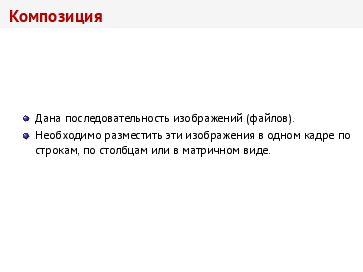 Композиция
Дана последовательность изображений (файлов).
Необходимо разместить эти изображения в одном кадре по
строкам, по столбцам или в матричном виде.